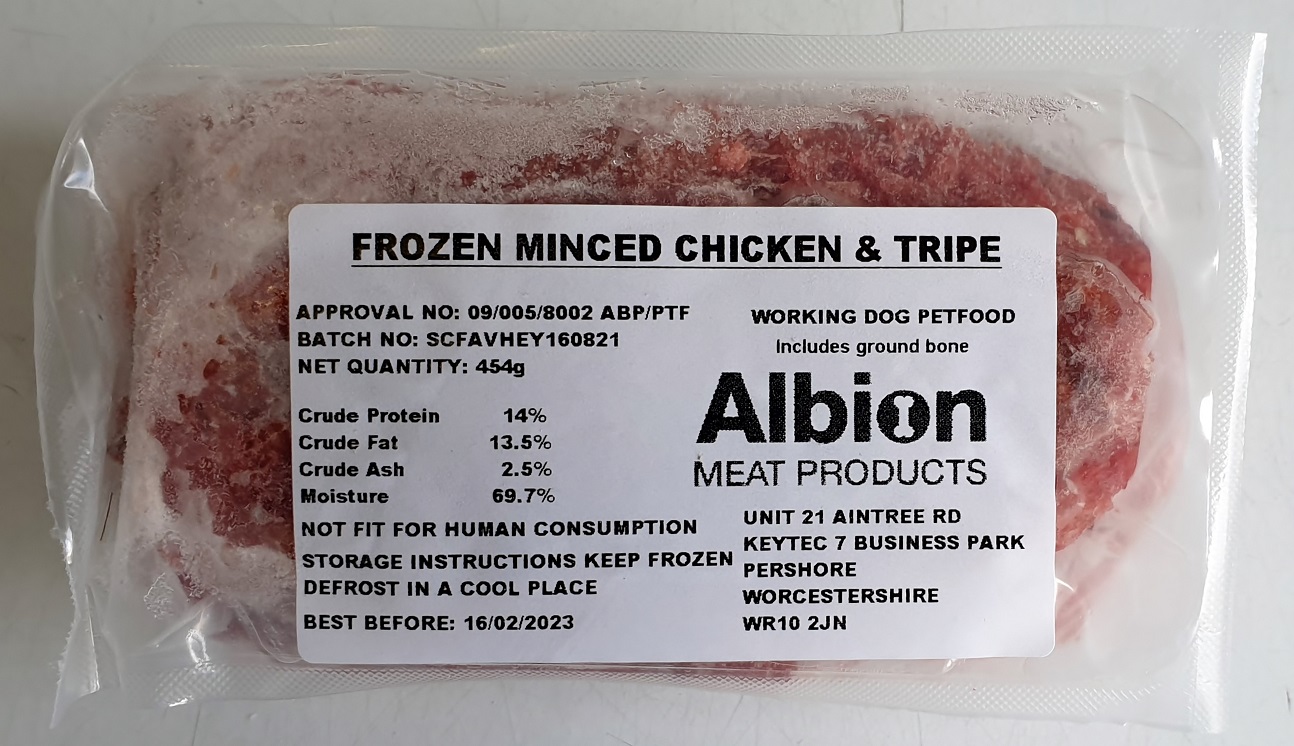 FROZEN MINCED CHICKEN & TRIPE
APPROVAL NO: 09/005/8002 ABP/PTF
BATCH NO: SCFAVHEY160821
NET QUANTITY: 454g
Crude Protein 14%
Crude Fat 13.5%
Crude Ash 2.5%
Moisture 69.7%
NOT FIT FOR HUMAN CONSUMPTION
STORAGE INSTRUCTIONS KEEP FROZEN
DEFROST IN A COOL PLACE
BEST BEFORE: 16/02/2023
WORKING DOG PETFOOD
Includes ground bone
Albion
MEAT PRODUCTS
UNIT 21 AINTREE RD
KEYTEC 7 BUSINESS PARK
PERSHORE
WORCESTERSHIRE
WR10 2JN